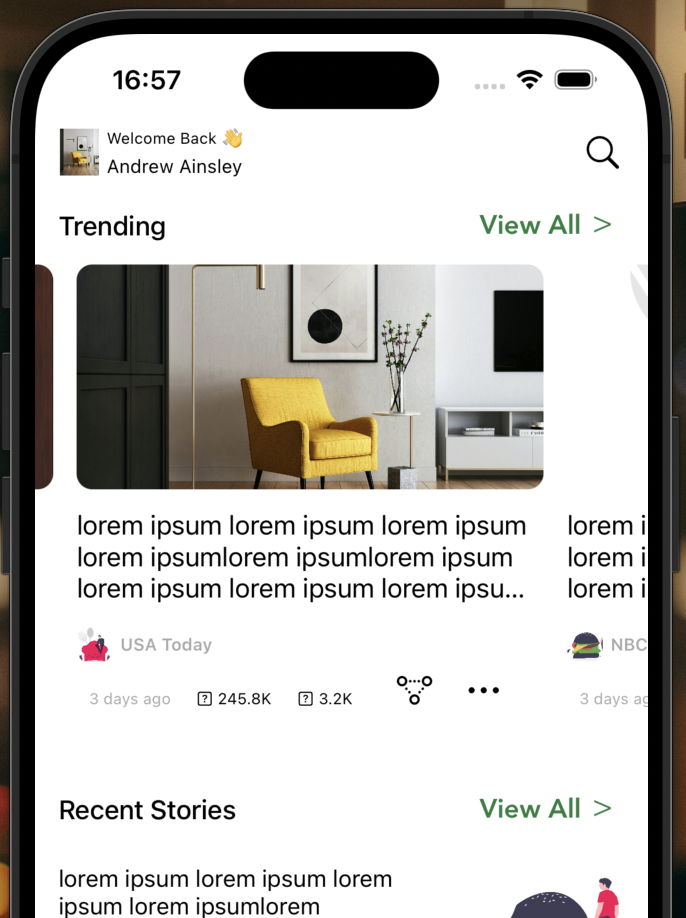 16:57
Welcome Back 👋
Andrew Ainsley
Trending
View All >
lorem ipsum lorem ipsum lorem ipsum
lorem ipsumlorem ipsumlorem ipsum
lorem ipsum lorem ipsum lorem ipsu...
lorem i
lorem i
lorem i
USA Today
NBC
3 days ago
? 245.8K
? 3.2K
3 days ag
Recent Stories
View All >
lorem ipsum lorem ipsum lorem
ipsum lorem ipsumlorem